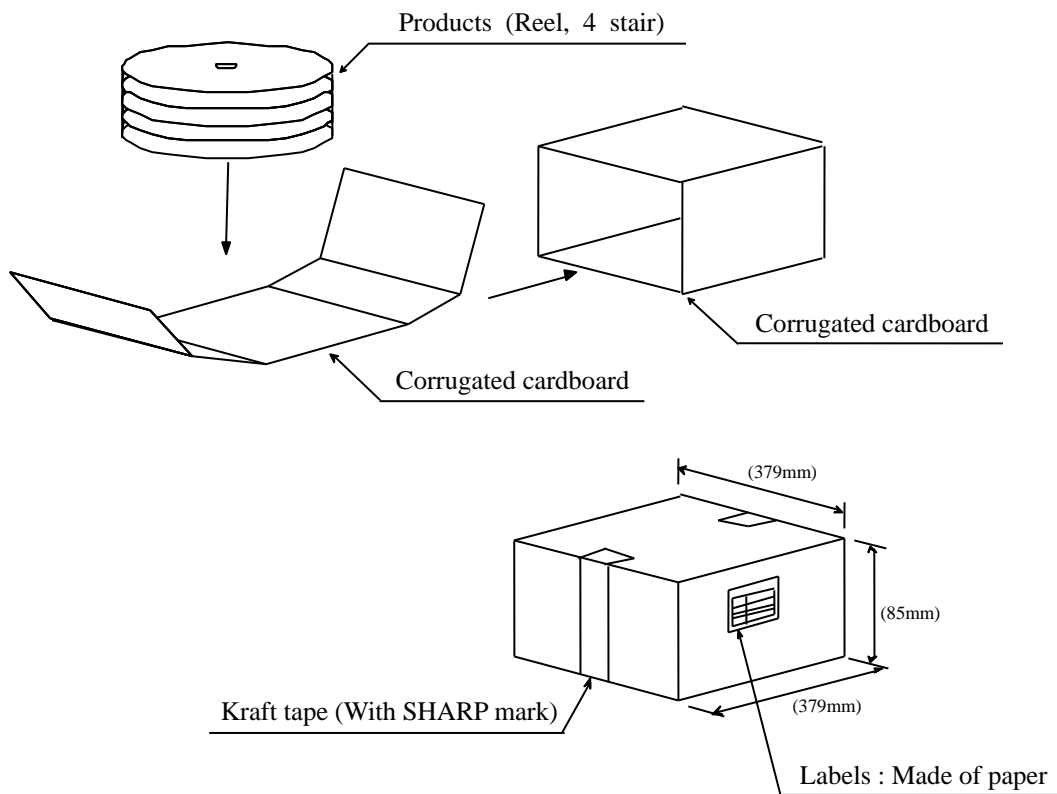 Products (Reel, 4 stair)
Corrugated cardboard
Corrugated cardboard
(379mm)
(85mm)
(379mm)
Kraft tape (With SHARP mark)
Labels : Made of paper